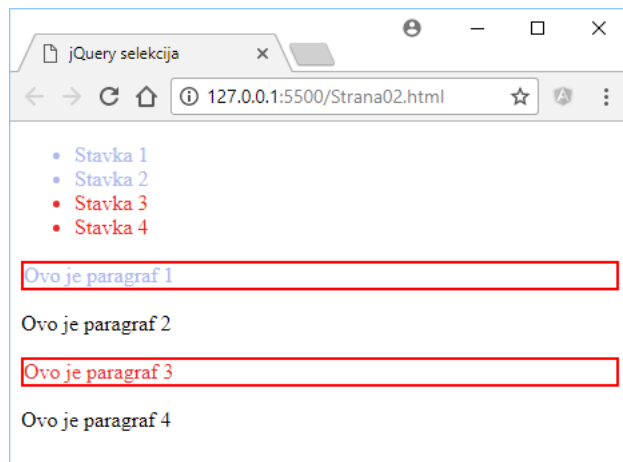 jQuery selekcija
127.0.0.1:5500/Strana02.html
Stavka 1
Stavka 2
Stavka 3
Stavka 4
Ovo je paragraf 1
Ovo je paragraf 2
Ovo je paragraf 3
Ovo je paragraf 4